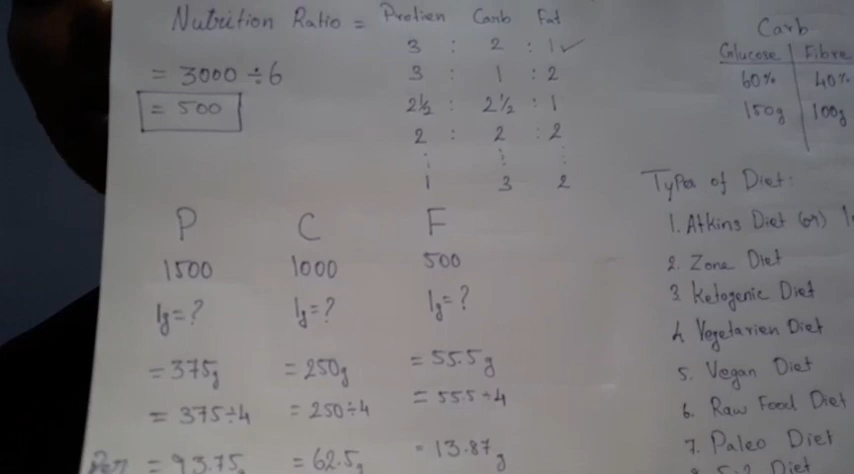 Nutrition Ratio = Protien Carb Fat
3 : 2 : 1 ✓
= 3000 ÷ 6
3 : 1 : 2
= 500
2½ : 2½ : 1
2 : 2 : 2
⋮ ⋮ ⋮
1 3 2
P C F
1500 1000 500
1g=? 1g=? 1g=?
= 375g = 250g = 55.5g
= 375÷4 = 250÷4 = 55.5÷4
= 93.75 = 62.5g = 13.87g
Carb
Glucose Fibre
60% 40%
150g 100g
Types of Diet:
1. Atkins Diet (or)
2. Zone Diet
3. Ketogenic Diet
4. Vegetarien Diet
5. Vegan Diet
6. Raw Food Diet
7. Paleo Diet
Diet